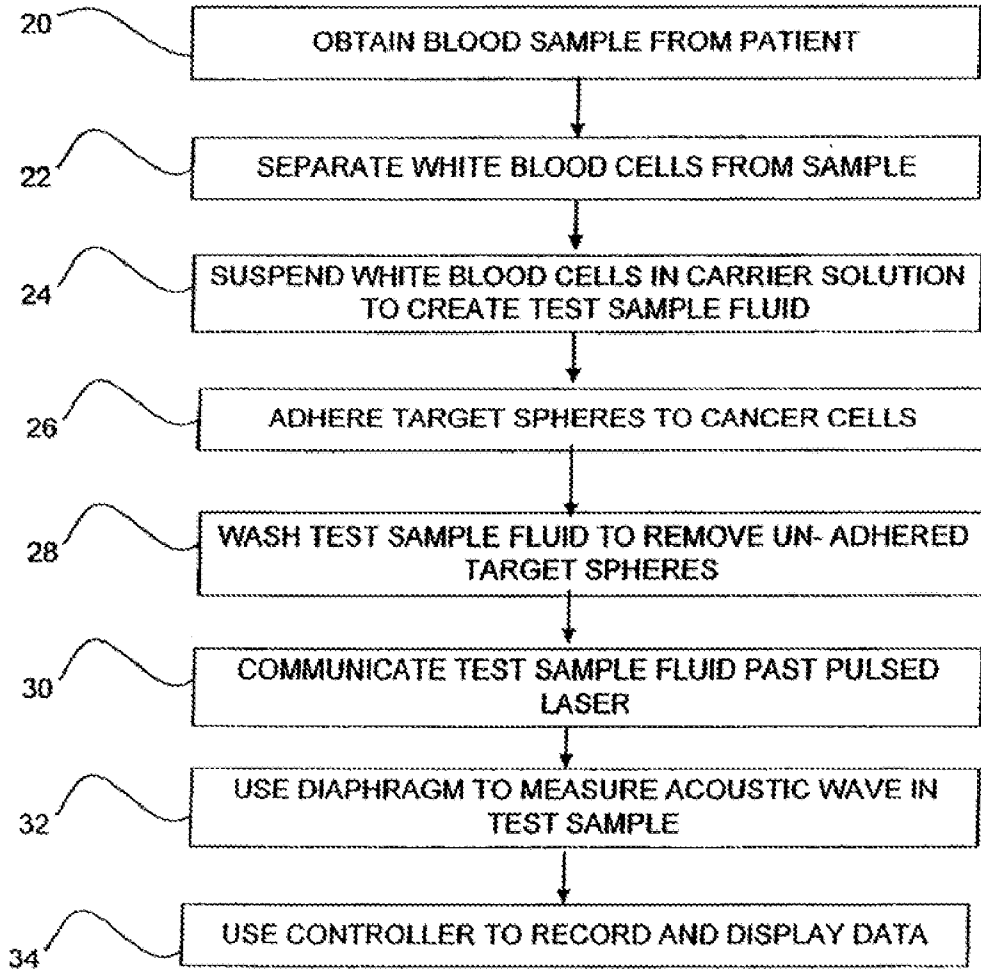 20
OBTAIN BLOOD SAMPLE FROM PATIENT
22
SEPARATE WHITE BLOOD CELLS FROM SAMPLE
24
SUSPEND WHITE BLOOD CELLS IN CARRIER SOLUTION
TO CREATE TEST SAMPLE FLUID
26
ADHERE TARGET SPHERES TO CANCER CELLS
28
WASH TEST SAMPLE FLUID TO REMOVE UN- ADHERED
TARGET SPHERES
30
COMMUNICATE TEST SAMPLE FLUID PAST PULSED
LASER
32
USE DIAPHRAGM TO MEASURE ACOUSTIC WAVE IN
TEST SAMPLE
34
USE CONTROLLER TO RECORD AND DISPLAY DATA